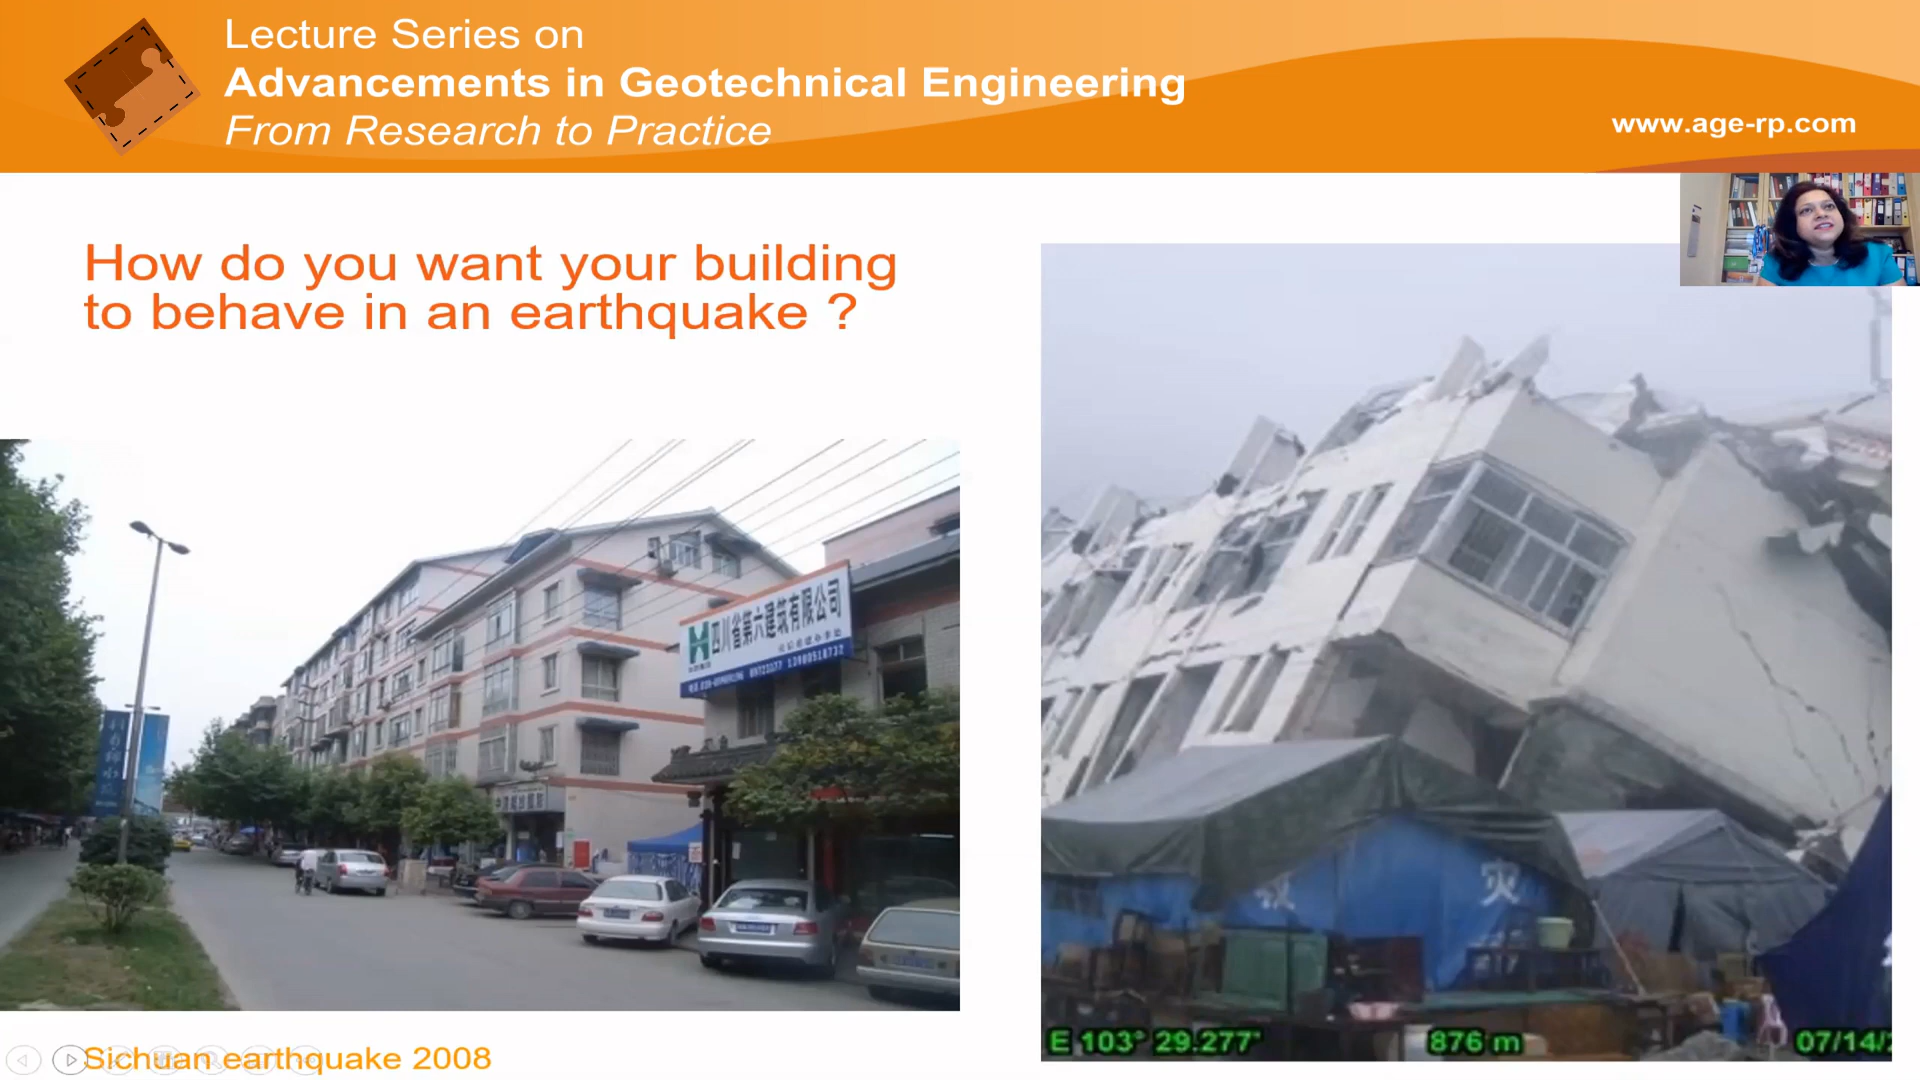 Lecture Series on
Advancements in Geotechnical Engineering
From Research to Practice
www.age-rp.com
How do you want your building
to behave in an earthquake ?
四川省第六建筑有限公司
13980518732
灾
E 103° 29.277'
876 m
07/14/
Sichuan earthquake 2008